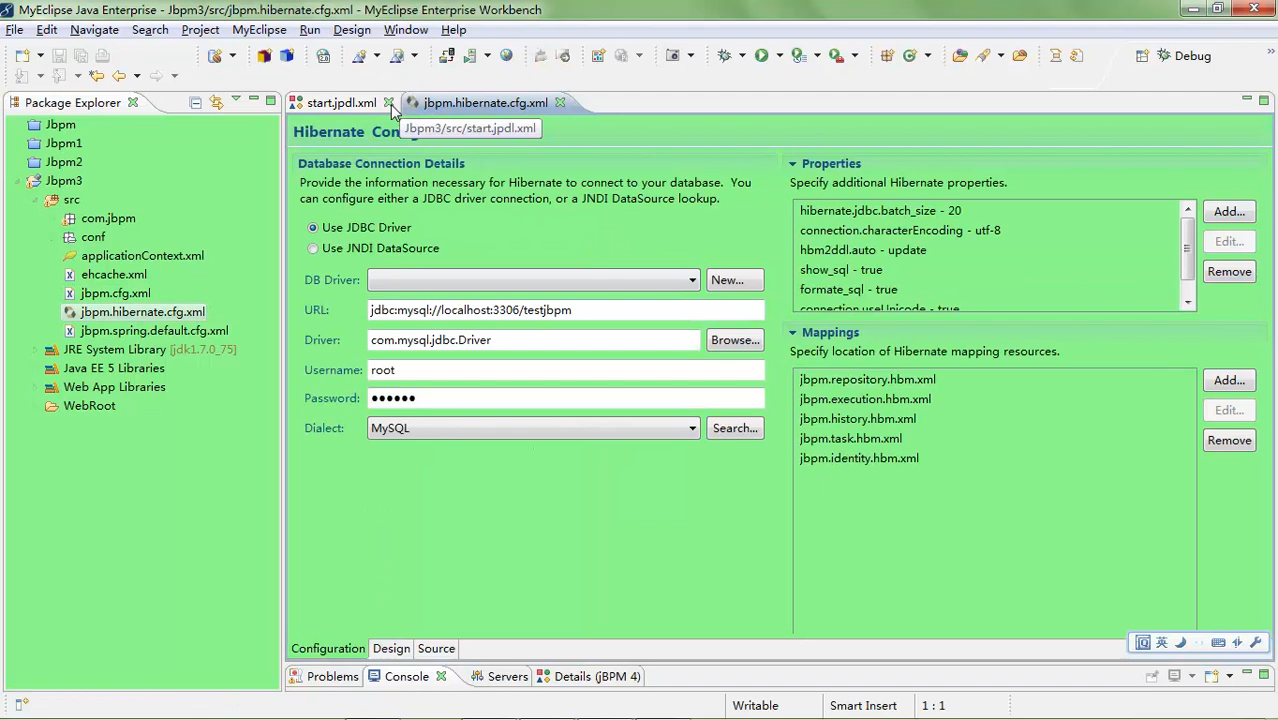 MyEclipse Java Enterprise - Jbpm3/src/jbpm.hibernate.cfg.xml - MyEclipse Enterprise Workbench
File Edit Navigate Search Project MyEclipse Run Design Window Help
Debug
Package Explorer
start.jpdl.xml
jbpm.hibernate.cfg.xml
Jbpm3/src/start.jpdl.xml
Jbpm
Jbpm1
Jbpm2
Jbpm3
src
com.jbpm
conf
applicationContext.xml
ehcache.xml
jbpm.cfg.xml
jbpm.hibernate.cfg.xml
jbpm.spring.default.cfg.xml
JRE System Library [jdk1.7.0_75]
Java EE 5 Libraries
Web App Libraries
WebRoot
Hibernate Con
Database Connection Details
Provide the information necessary for Hibernate to connect to your database. You
can configure either a JDBC driver connection, or a JNDI DataSource lookup.
Use JDBC Driver
Use JNDI DataSource
DB Driver:
New...
URL: jdbc:mysql://localhost:3306/testjbpm
Driver: com.mysql.jdbc.Driver Browse...
Username: root
Password: ●●●●●●
Dialect: MySQL Search...
Properties
Specify additional Hibernate properties.
hibernate.jdbc.batch_size - 20
connection.characterEncoding - utf-8
hbm2ddl.auto - update
show_sql - true
formate_sql - true
connection.useUnicode - true
Add...
Edit...
Remove
Mappings
Specify location of Hibernate mapping resources.
jbpm.repository.hbm.xml
jbpm.execution.hbm.xml
jbpm.history.hbm.xml
jbpm.task.hbm.xml
jbpm.identity.hbm.xml
Add...
Edit...
Remove
Configuration Design Source
英
Problems Console Servers Details (jBPM 4)
Writable Smart Insert 1 : 1